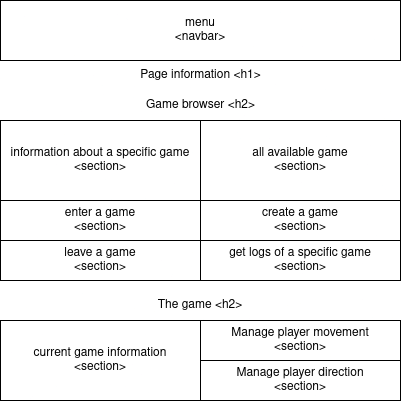 menu
<navbar>
Page information <h1>
Game browser <h2>
information about a specific game
<section>
all available game
<section>
enter a game
<section>
create a game
<section>
leave a game
<section>
get logs of a specific game
<section>
The game <h2>
current game information
<section>
Manage player movement
<section>
Manage player direction
<section>